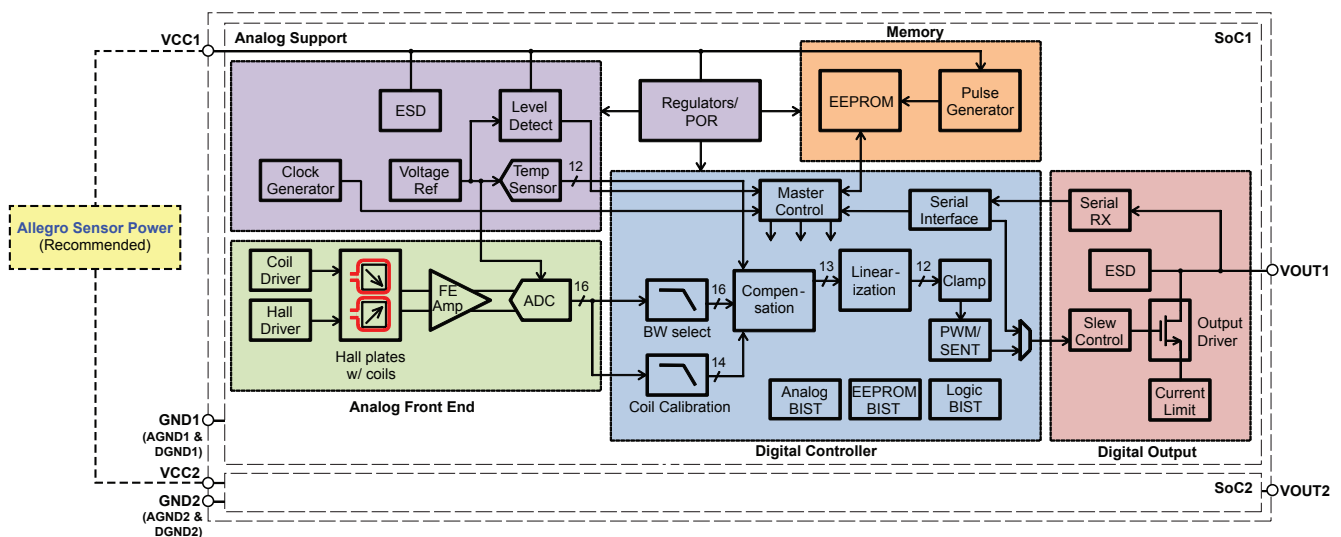 VCC1
Analog Support
Memory
SoC1
ESD
Level
Detect
Regulators/
POR
EEPROM
Pulse
Generator
Clock
Generator
Voltage
Ref
Temp
Sensor
12
Master
Control
Serial
Interface
Serial
RX
Allegro Sensor Power
(Recommended)
Coil
Driver
Hall
Driver
FE
Amp
ADC
16
Hall plates
w/ coils
Analog Front End
BW select
16
Coil Calibration
14
Compen-
sation
13
Linear-
ization
12
Clamp
PWM/
SENT
Analog
BIST
EEPROM
BIST
Logic
BIST
Digital Controller
ESD
VOUT1
Slew
Control
Output
Driver
Current
Limit
Digital Output
GND1
(AGND1 &
DGND1)
VCC2
GND2
(AGND2 &
DGND2)
SoC2
VOUT2